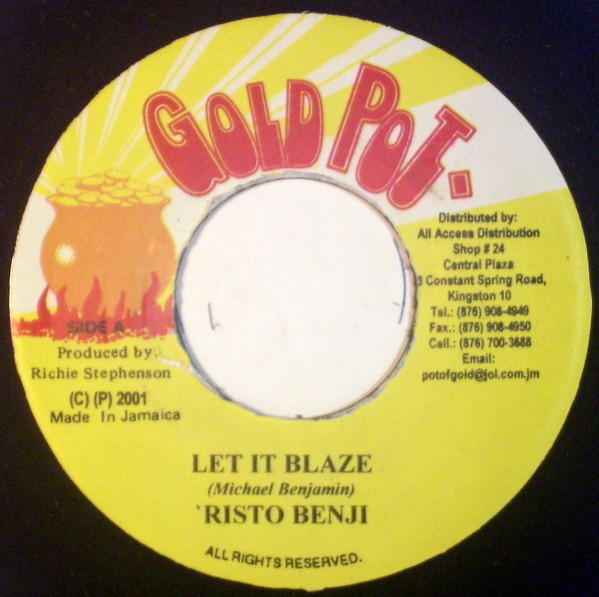 GOLD POT.
Distributed by:
All Access Distribution
Shop # 24
Central Plaza
3 Constant Spring Road,
Kingston 10
Tel.: (876) 908-4949
Fax.: (876) 908-4950
Cell.: (876) 700-3688
Email:
potofgold@jol.com.jm
SIDE A
Produced by:
Richie Stephenson
(C) (P) 2001
Made In Jamaica
LET IT BLAZE
(Michael Benjamin)
`RISTO BENJI
ALL RIGHTS RESERVED.